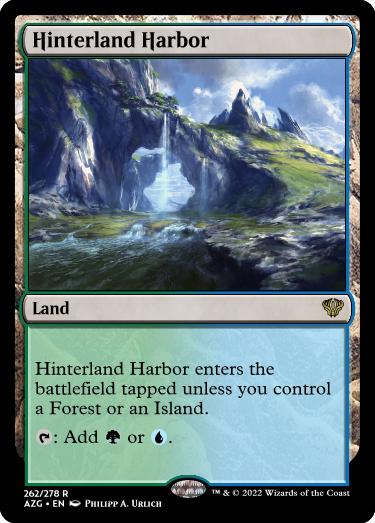 Hinterland Harbor
Land
Hinterland Harbor enters the
battlefield tapped unless you control
a Forest or an Island.
: Add or .
262/278 R
AZG • EN Philipp A. Urlich
™ & © 2022 Wizards of the Coast